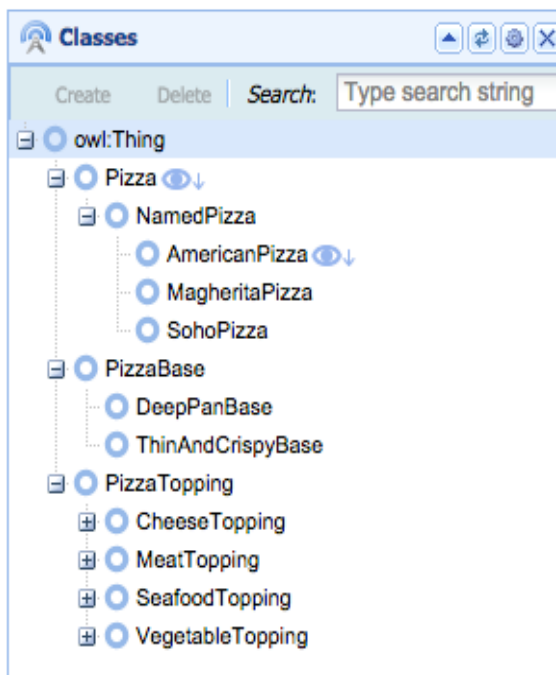 Classes
Create Delete Search: Type search string
owl:Thing
Pizza
NamedPizza
AmericanPizza
MagheritaPizza
SohoPizza
PizzaBase
DeepPanBase
ThinAndCrispyBase
PizzaTopping
CheeseTopping
MeatTopping
SeafoodTopping
VegetableTopping